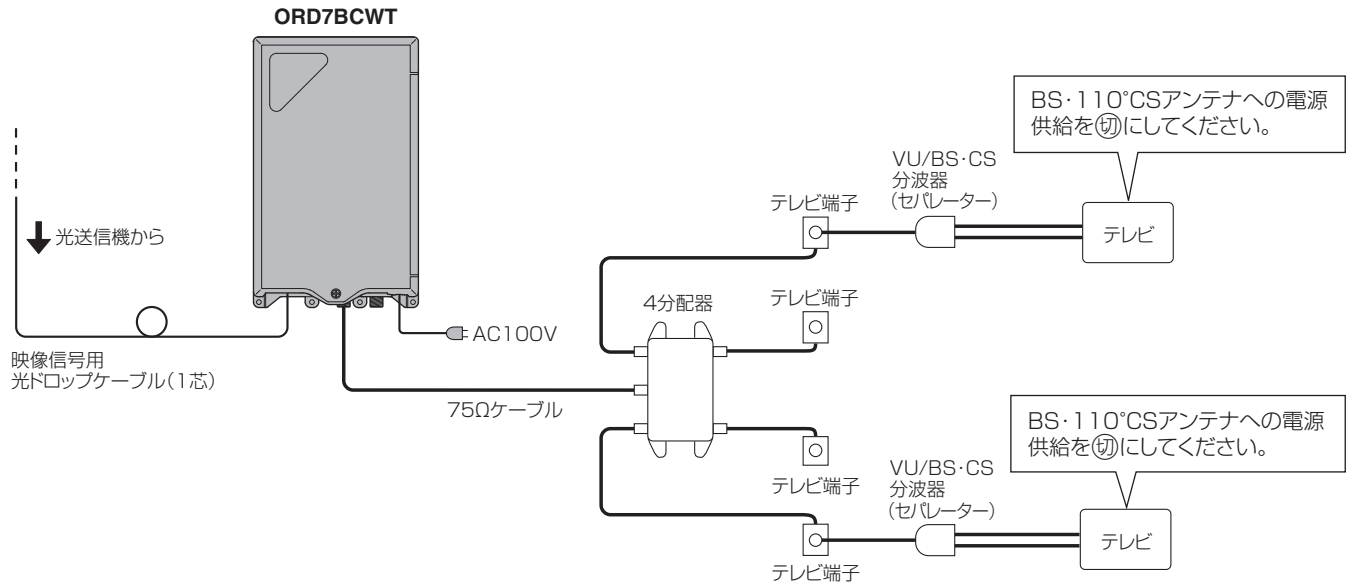 ORD7BCWT
BS・110°CSアンテナへの電源
供給を㊀にしてください。
VU/BS・CS
分波器
(セパレーター)
テレビ端子
テレビ
光送信機から
4分配器
テレビ端子
AC100V
映像信号用
光ドロップケーブル(1芯)
75Ωケーブル
BS・110°CSアンテナへの電源
供給を切にしてください。
VU/BS・CS
分波器
(セパレーター)
テレビ端子
テレビ
テレビ端子